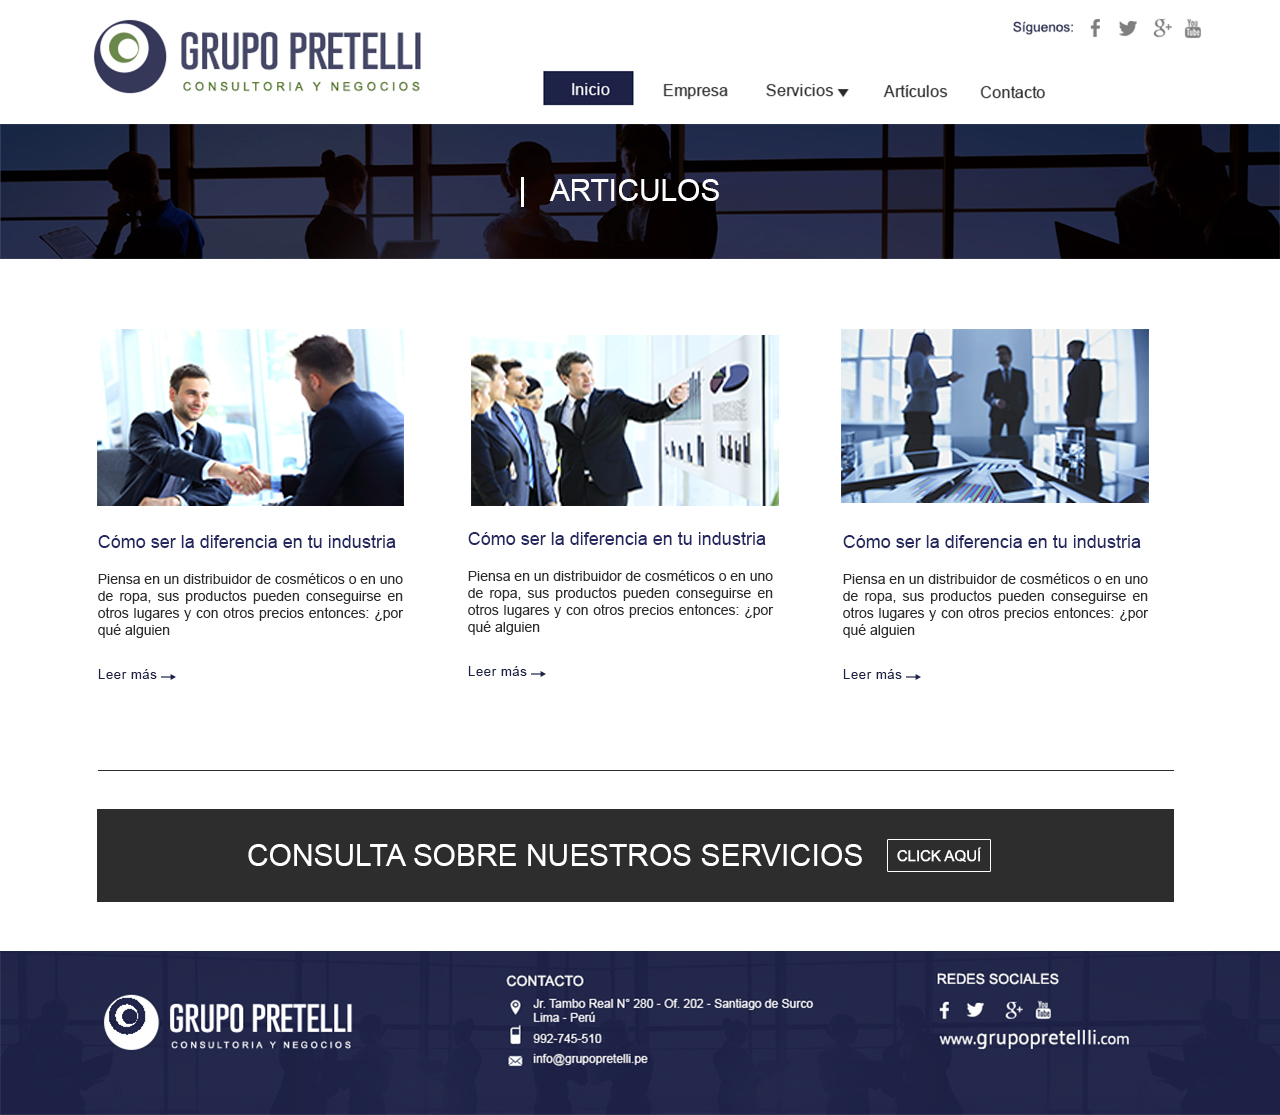 Síguenos:
GRUPO PRETELLI
CONSULTORIA Y NEGOCIOS
Inicio
Empresa
Servicios
Artículos
Contacto
ARTICULOS
Cómo ser la diferencia en tu industria
Piensa en un distribuidor de cosméticos o en uno
de ropa, sus productos pueden conseguirse en
otros lugares y con otros precios entonces: ¿por
qué alguien
Leer más
Cómo ser la diferencia en tu industria
Piensa en un distribuidor de cosméticos o en uno
de ropa, sus productos pueden conseguirse en
otros lugares y con otros precios entonces: ¿por
qué alguien
Leer más
Cómo ser la diferencia en tu industria
Piensa en un distribuidor de cosméticos o en uno
de ropa, sus productos pueden conseguirse en
otros lugares y con otros precios entonces: ¿por
qué alguien
Leer más
CONSULTA SOBRE NUESTROS SERVICIOS
CLICK AQUÍ
GRUPO PRETELLI
CONSULTORIA Y NEGOCIOS
CONTACTO
Jr. Tambo Real N° 280 - Of. 202 - Santiago de Surco
Lima - Perú
992-745-510
info@grupopretelli.pe
REDES SOCIALES
www.grupopretellli.com